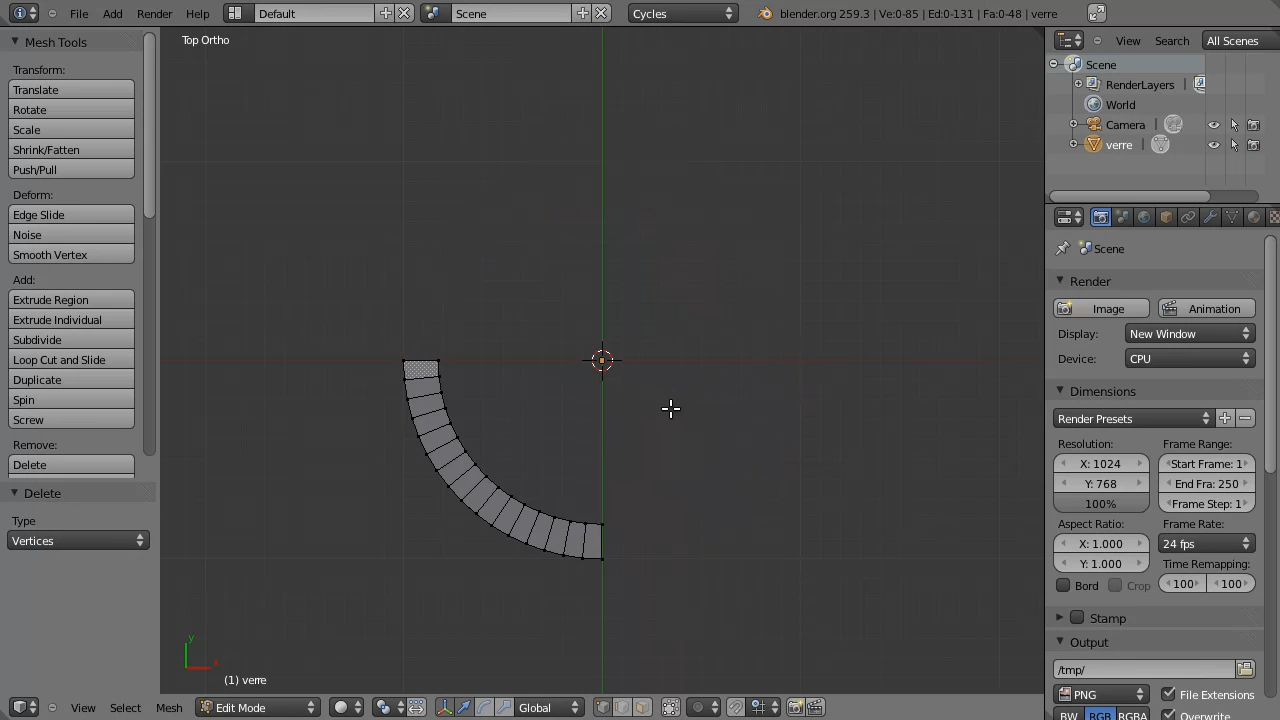 File Add Render Help Default Scene Cycles blender.org 259.3 | Ve:0-85 | Ed:0-131 | Fa:0-48 | verre
Mesh Tools
Transform:
Translate
Rotate
Scale
Shrink/Fatten
Push/Pull
Deform:
Edge Slide
Noise
Smooth Vertex
Add:
Extrude Region
Extrude Individual
Subdivide
Loop Cut and Slide
Duplicate
Spin
Screw
Remove:
Delete
Delete
Type
Vertices
Top Ortho
y
x
(1) verre
View Select Mesh Edit Mode Global
View Search All Scenes
Scene
RenderLayers |
World
Camera |
verre |
Scene
Render
Image Animation
Display: New Window
Device: CPU
Dimensions
Render Presets
Resolution: Frame Range:
X: 1024 Start Frame: 1
Y: 768 End Fra: 250
100% Frame Step: 1
Aspect Ratio: Frame Rate:
X: 1.000 24 fps
Y: 1.000 Time Remapping:
Bord Crop 100 100
Stamp
Output
/tmp/
PNG File Extensions
BW RGB RGBA Overwrite